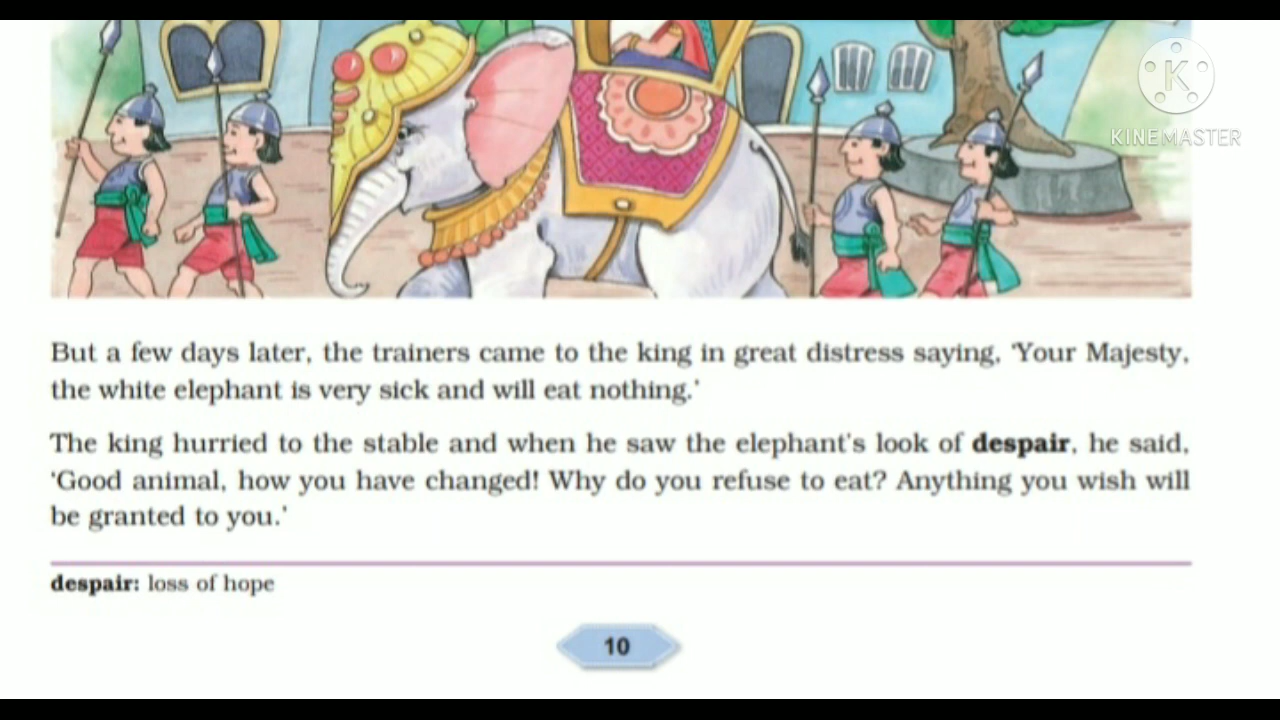 K
KINEMASTER
But a few days later, the trainers came to the king in great distress saying, 'Your Majesty,
the white elephant is very sick and will eat nothing.'
The king hurried to the stable and when he saw the elephant's look of despair, he said,
'Good animal, how you have changed! Why do you refuse to eat? Anything you wish will
be granted to you.'
despair: loss of hope
10